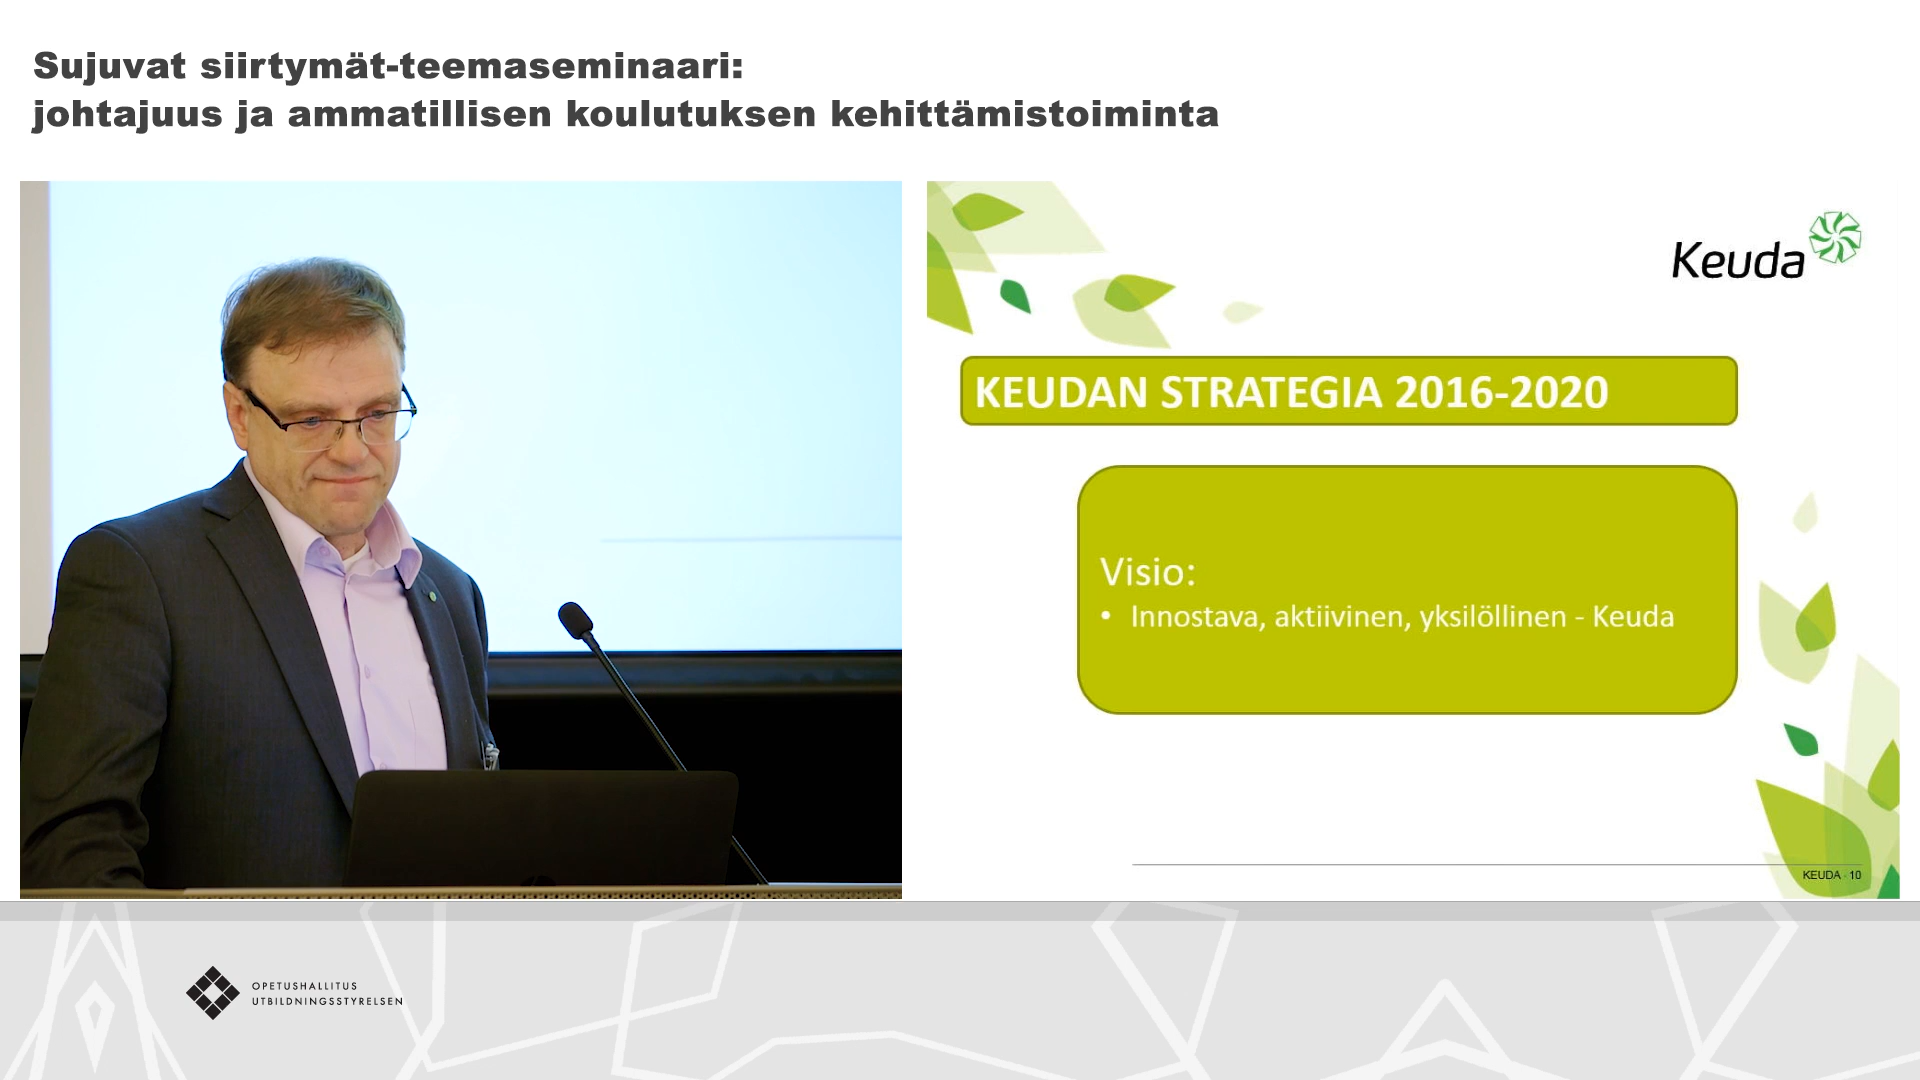 Sujuvat siirtymät-teemaseminaari:
johtajuus ja ammatillisen koulutuksen kehittämistoiminta
Keuda
KEUDAN STRATEGIA 2016-2020
Visio:
• Innostava, aktiivinen, yksilöllinen - Keuda
KEUDA - 10
OPETUSHALLITUS
UTBILDNINGSSTYRELSEN